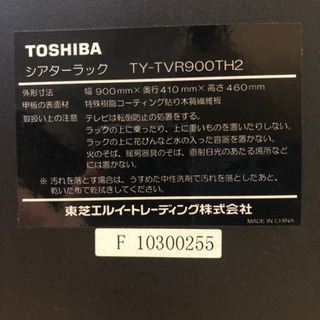 TOSHIBA
シアターラック TY-TVR900TH2
外形寸法 幅 900mm× 奥行 410mm× 高さ 460mm
甲板の表面材 特殊樹脂コーティング貼り木質繊維板
取扱い上の注意 テレビは転倒防止の処置をする。
ラックの上に乗ったり、上に重い物をのせない。
ラックの上に花びんなど水の入った容器を置かない。
火のそば、暖房器具のそば、直射日光のあたる場所などには置かない。
※ 汚れを落とす場合は、うすめた中性洗剤で汚れを落としたあと、
乾いた布で乾拭きしてください。
東芝エルイートレーディング株式会社
MADE IN CHINA
F 10300255